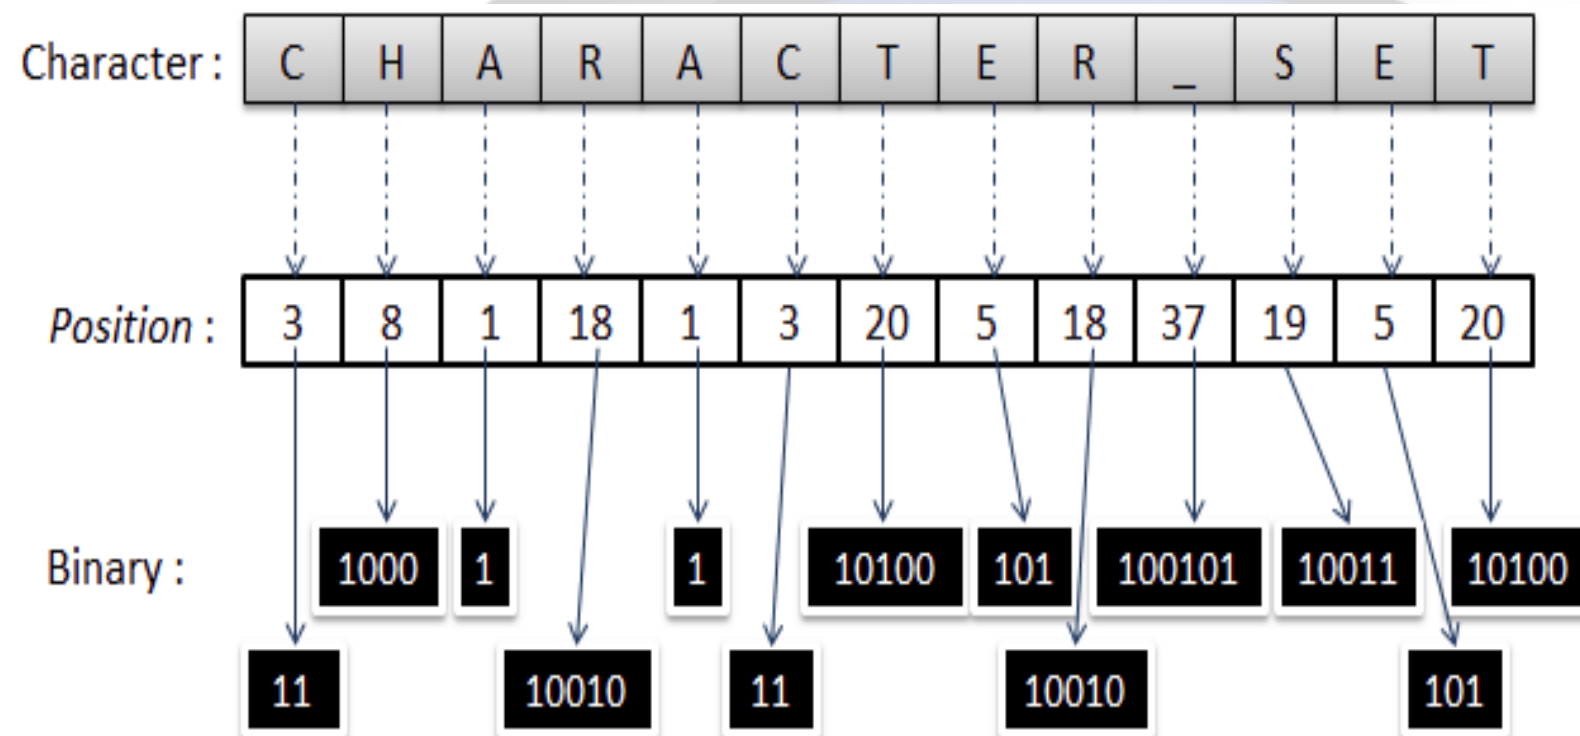 Character : C H A R A C T E R _ S E T
Position : 3 8 1 18 1 3 20 5 18 37 19 5 20
Binary : 1000 1 1 10100 101 100101 10011 10100
11 10010 11 10010 101